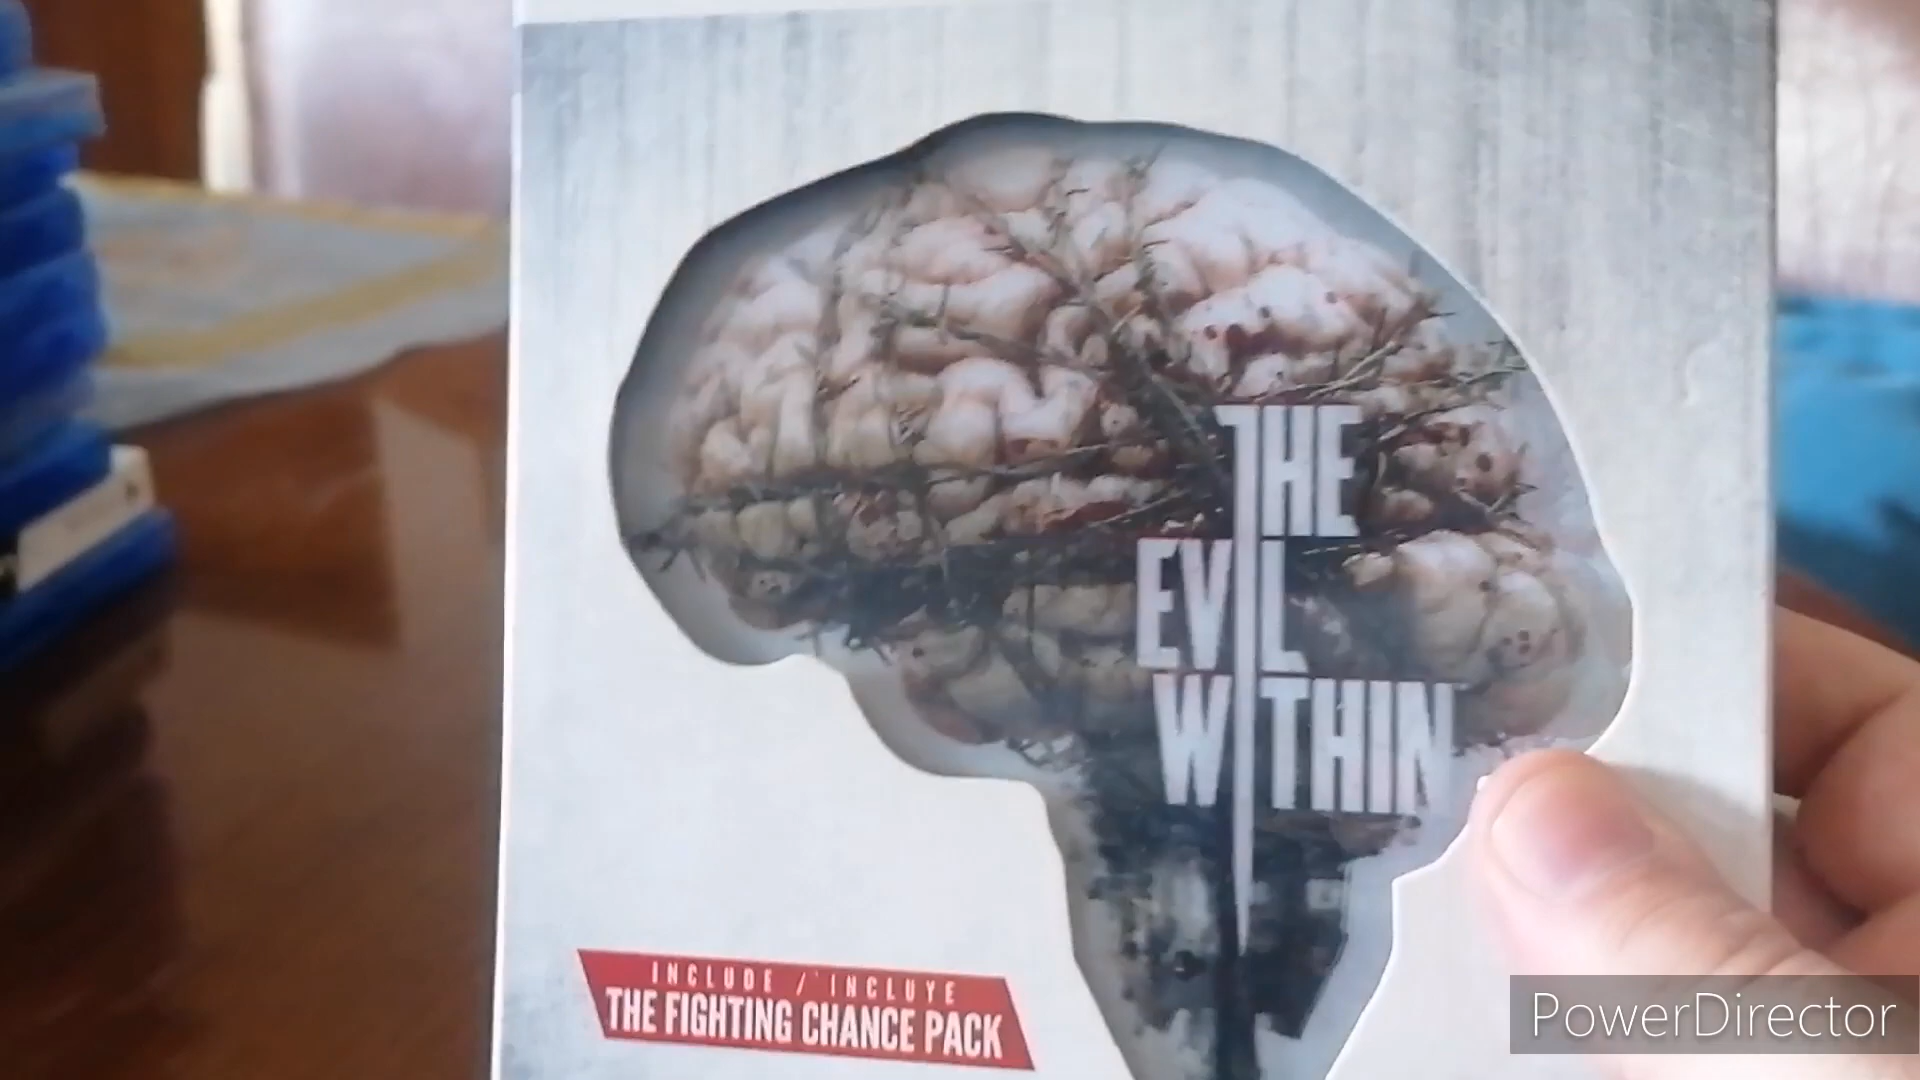 THE
EVIL
WITHIN
INCLUDE / INCLUYE
THE FIGHTING CHANCE PACK
PowerDirector